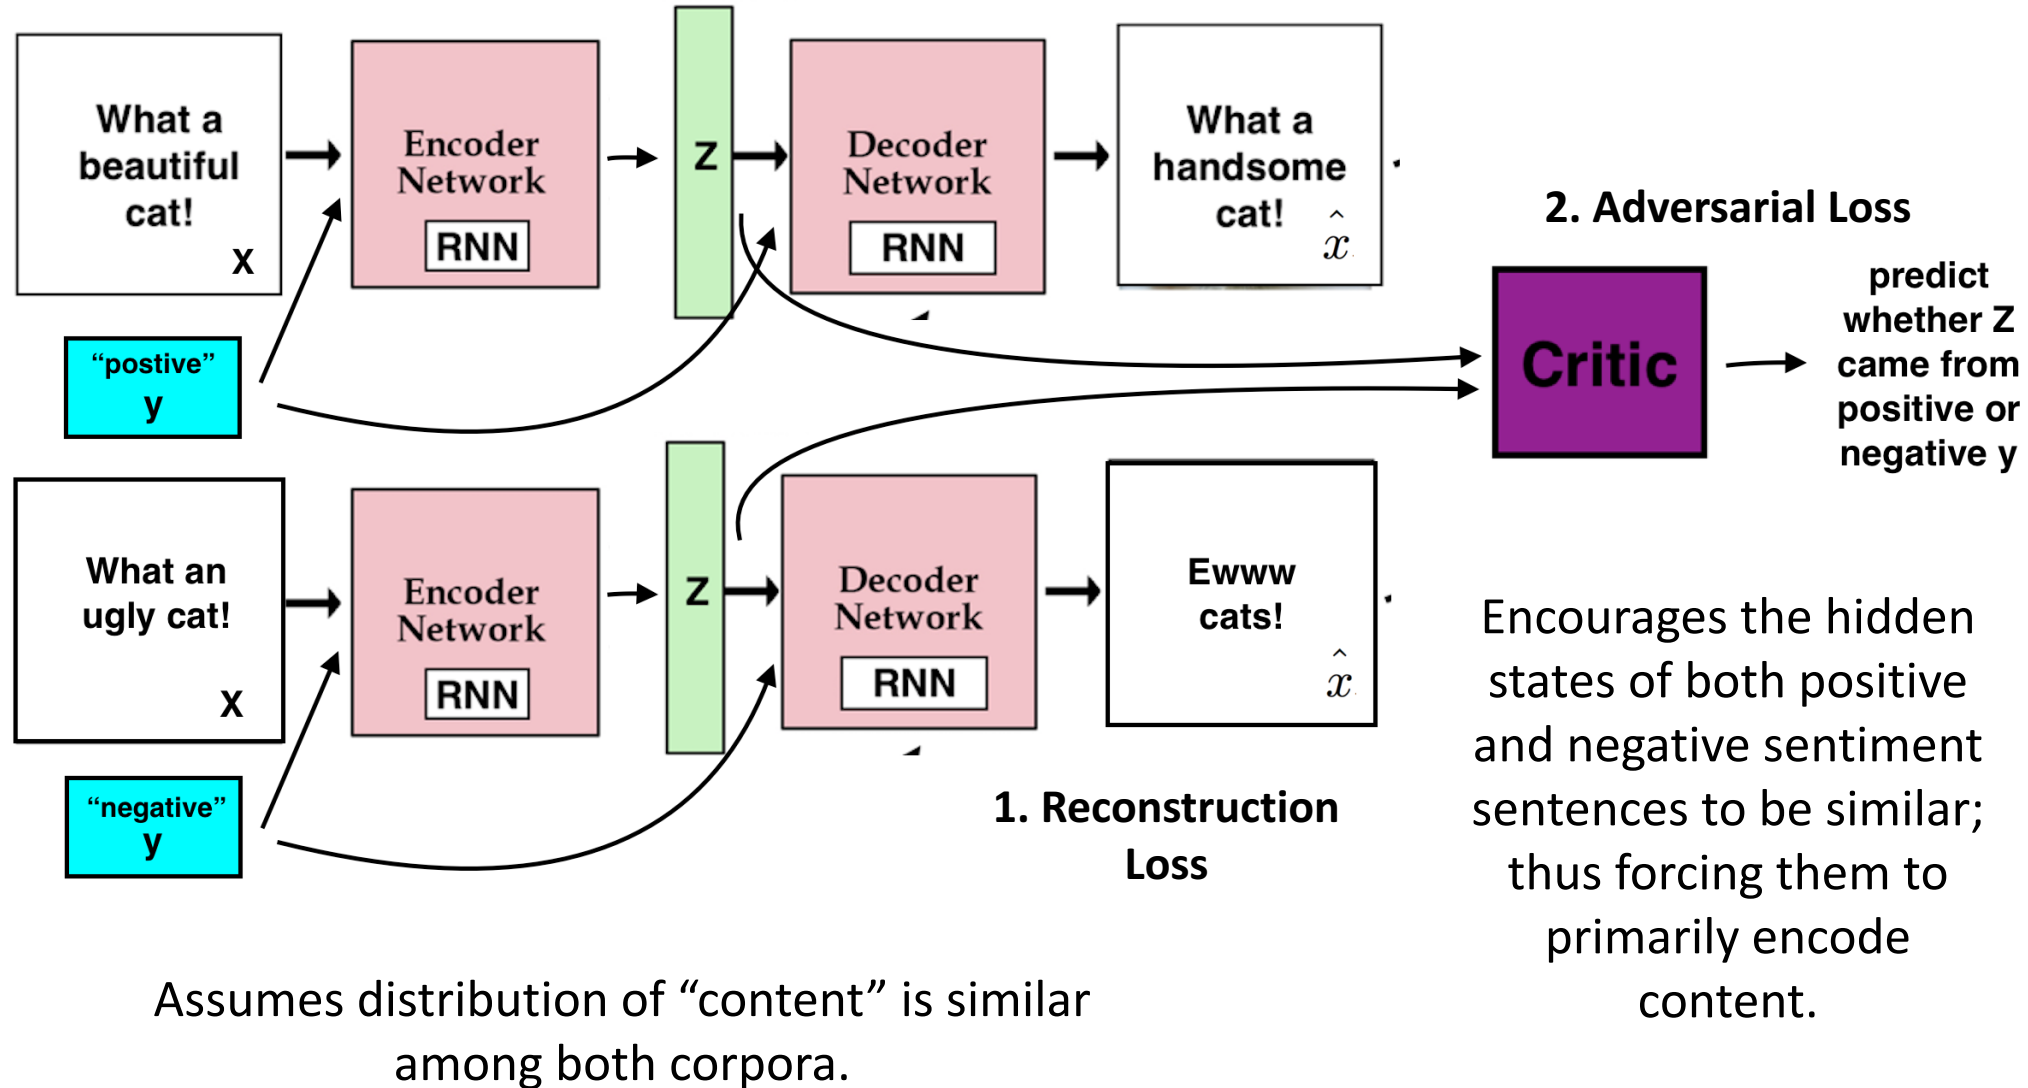 What a
beautiful
cat!
X
Encoder
Network
RNN
Z
Decoder
Network
RNN
What a
handsome
cat!
x̂
“postive”
y
2. Adversarial Loss
Critic
predict
whether Z
came from
positive or
negative y
What an
ugly cat!
X
Encoder
Network
RNN
Z
Decoder
Network
RNN
Ewww
cats!
x̂
“negative”
y
1. Reconstruction
Loss
Encourages the hidden
states of both positive
and negative sentiment
sentences to be similar;
thus forcing them to
primarily encode
content.
Assumes distribution of “content” is similar
among both corpora.